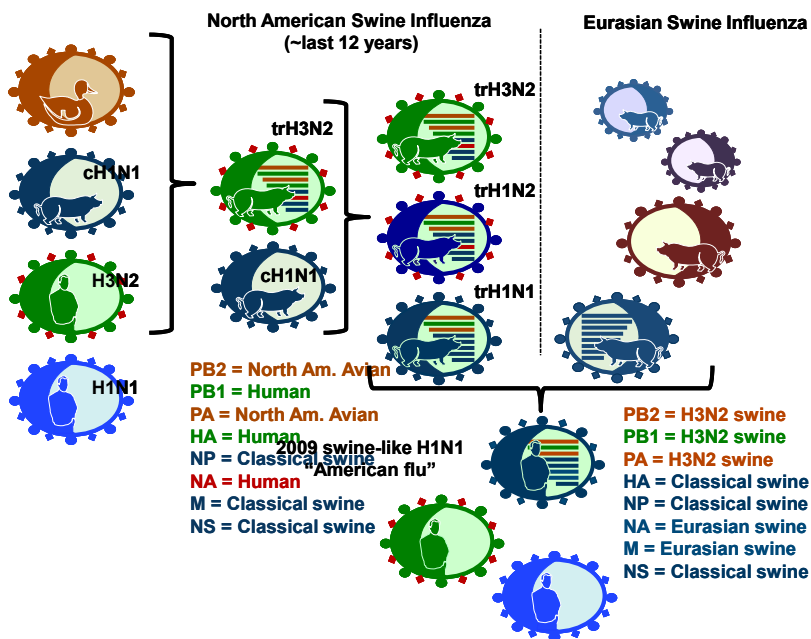 North American Swine Influenza
(~last 12 years)
Eurasian Swine Influenza
cH1N1
H3N2
H1N1
trH3N2
cH1N1
trH3N2
trH1N2
trH1N1
PB2 = North Am. Avian
PB1 = Human
PA = North Am. Avian
HA = Human
NP = Classical swine
NA = Human
M = Classical swine
NS = Classical swine
2009 swine-like H1N1
“American flu”
PB2 = H3N2 swine
PB1 = H3N2 swine
PA = H3N2 swine
HA = Classical swine
NP = Classical swine
NA = Eurasian swine
M = Eurasian swine
NS = Classical swine